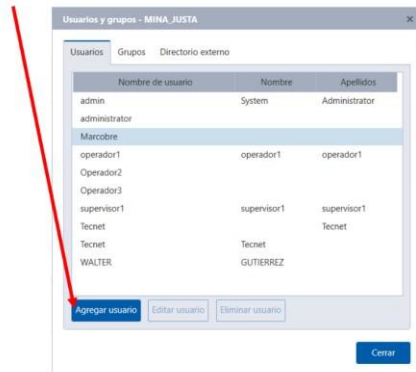 Usuarios y grupos - MINA_JUSTA ×
Usuarios Grupos Directorio externo
Nombre de usuario Nombre Apellidos
admin System Administrator
administrator
Marcobre
operador1 operador1 operador1
Operador2
Operador3
supervisor1 supervisor1 supervisor1
Tecnet Tecnet
Tecnet Tecnet
WALTER GUTIERREZ
Agregar usuario Editar usuario Eliminar usuario
Cerrar